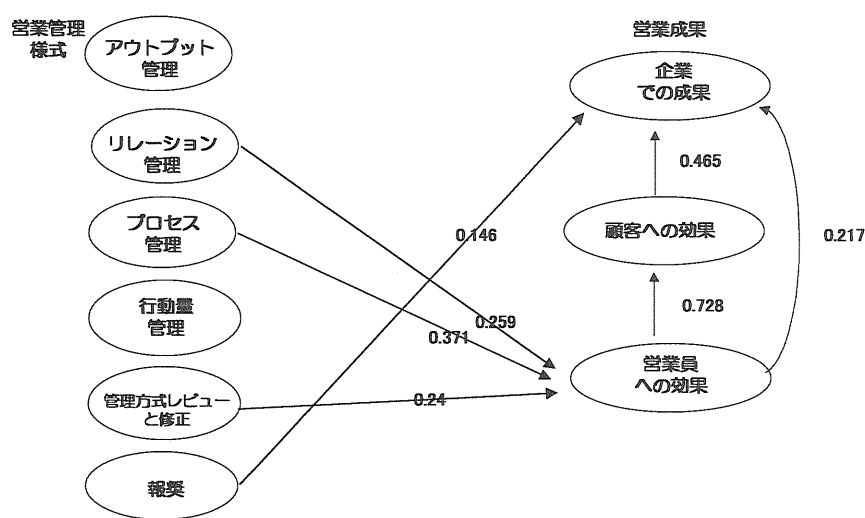 営業管理
様式
アウトプット
管理
リレーション
管理
プロセス
管理
行動量
管理
管理方式レビュー
と修正
報奨
営業成果
企業
での成果
0.465
顧客への効果
0.217
0.728
営業員
への効果
0.146
0.259
0.371
0.24